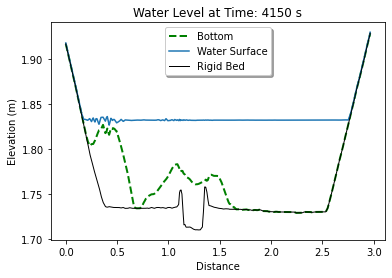 Water Level at Time: 4150 s
Bottom
Water Surface
Rigid Bed
Elevation (m)
1.90
1.85
1.80
1.75
1.70
0.0 0.5 1.0 1.5 2.0 2.5 3.0
Distance